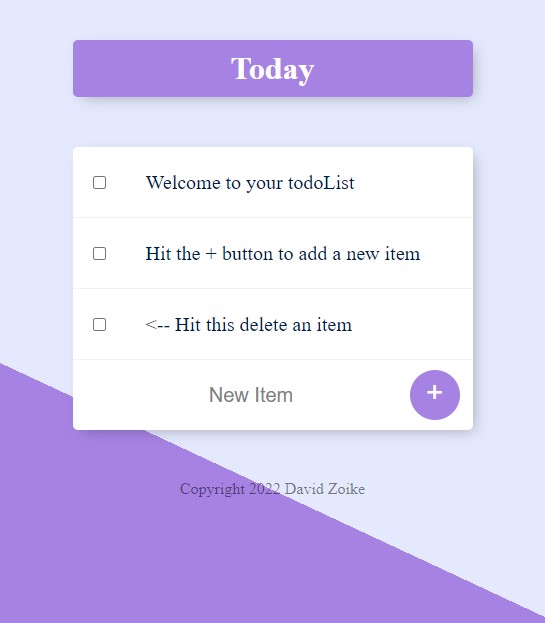 Today
Welcome to your todoList
Hit the + button to add a new item
<-- Hit this delete an item
New Item
+
Copyright 2022 David Zoike